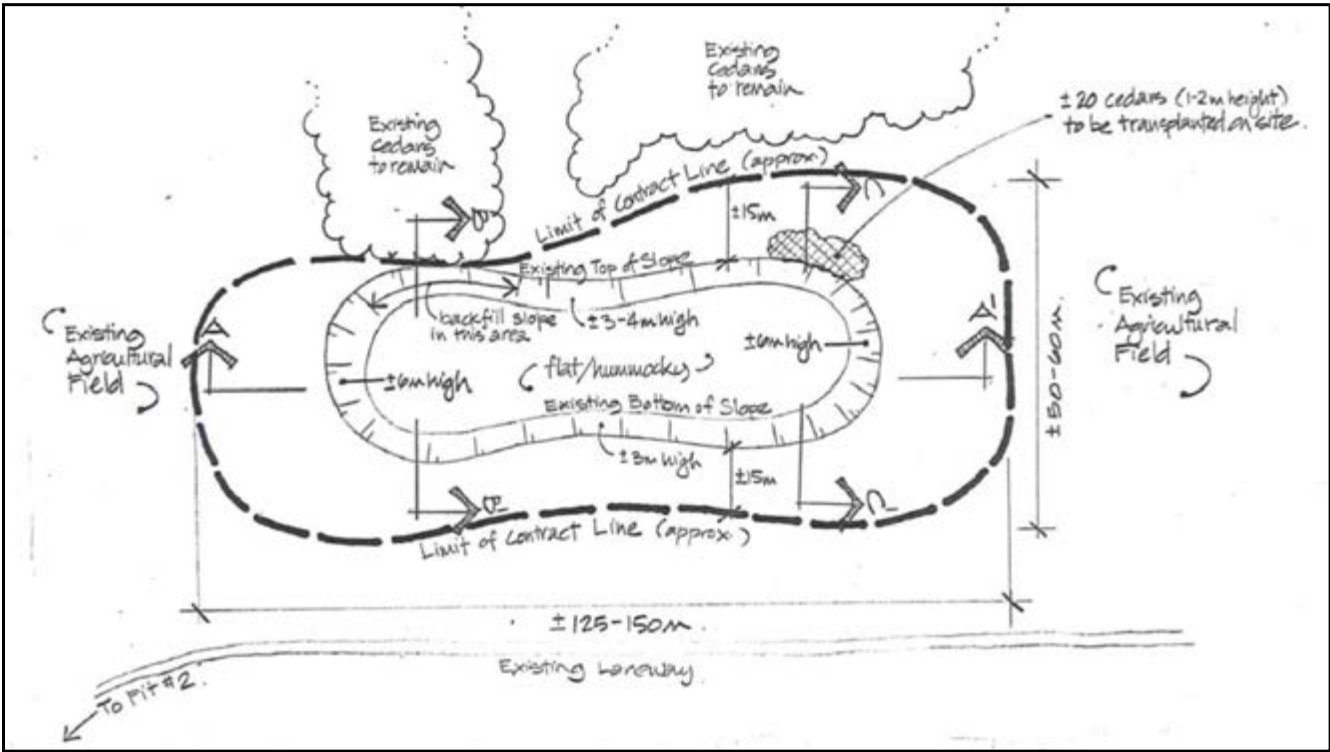 Existing
Cedars
to remain
Existing
Cedars
to remain
±20 cedars (1-2m height)
to be transplanted on site.
Limit of Contract Line (approx.)
±15m
Existing Top of Slope
backfill slope
in this area
±3-4m high
±6m high
±6m high
flat/hummocky
Existing Bottom of Slope
±3m high
±15m
Existing
Agricultural
Field
Existing
Agricultural
Field
A
A'
B'
B
C'
C
±50-60m.
Limit of Contract Line (approx.)
±125-150m.
Existing Laneway
To Pit #2.